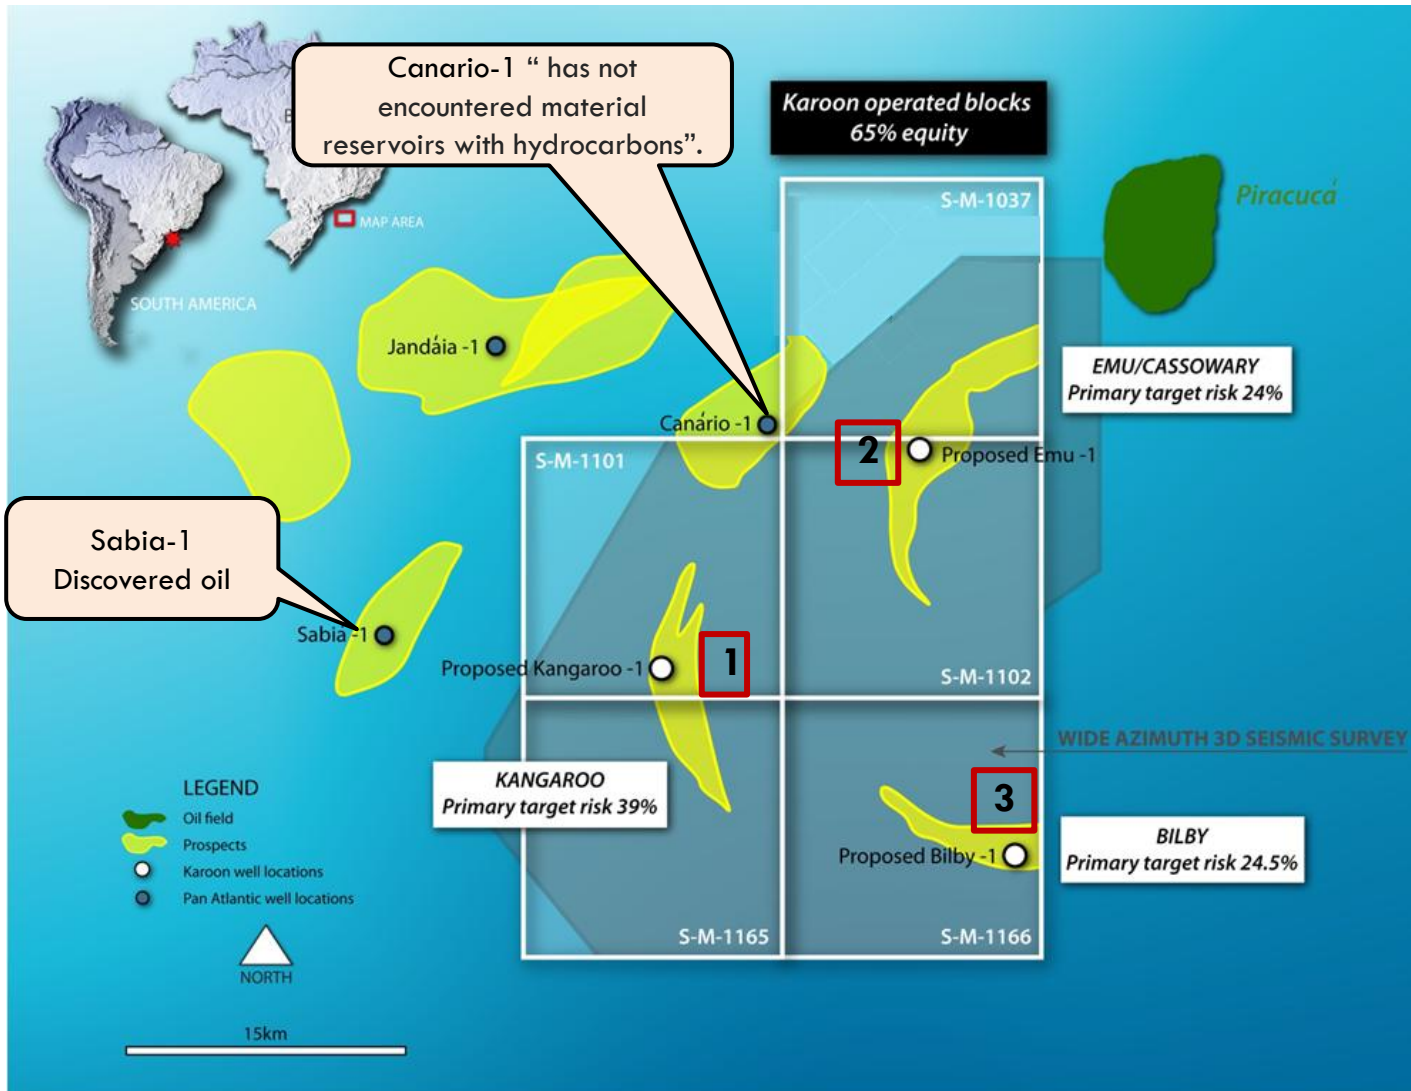 Canario-1 “ has not
encountered material
reservoirs with hydrocarbons”.
Karoon operated blocks
65% equity
S-M-1037
Piracucá
MAP AREA
SOUTH AMERICA
Jandáia -1
EMU/CASSOWARY
Primary target risk 24%
Canário -1
2
Proposed Emu -1
S-M-1101
Sabia-1
Discovered oil
Sabiá -1
Proposed Kangaroo -1
1
S-M-1102
WIDE AZIMUTH 3D SEISMIC SURVEY
KANGAROO
Primary target risk 39%
3
BILBY
Primary target risk 24.5%
Proposed Bilby -1
LEGEND
Oil field
Prospects
Karoon well locations
Pan Atlantic well locations
S-M-1165
S-M-1166
NORTH
15km